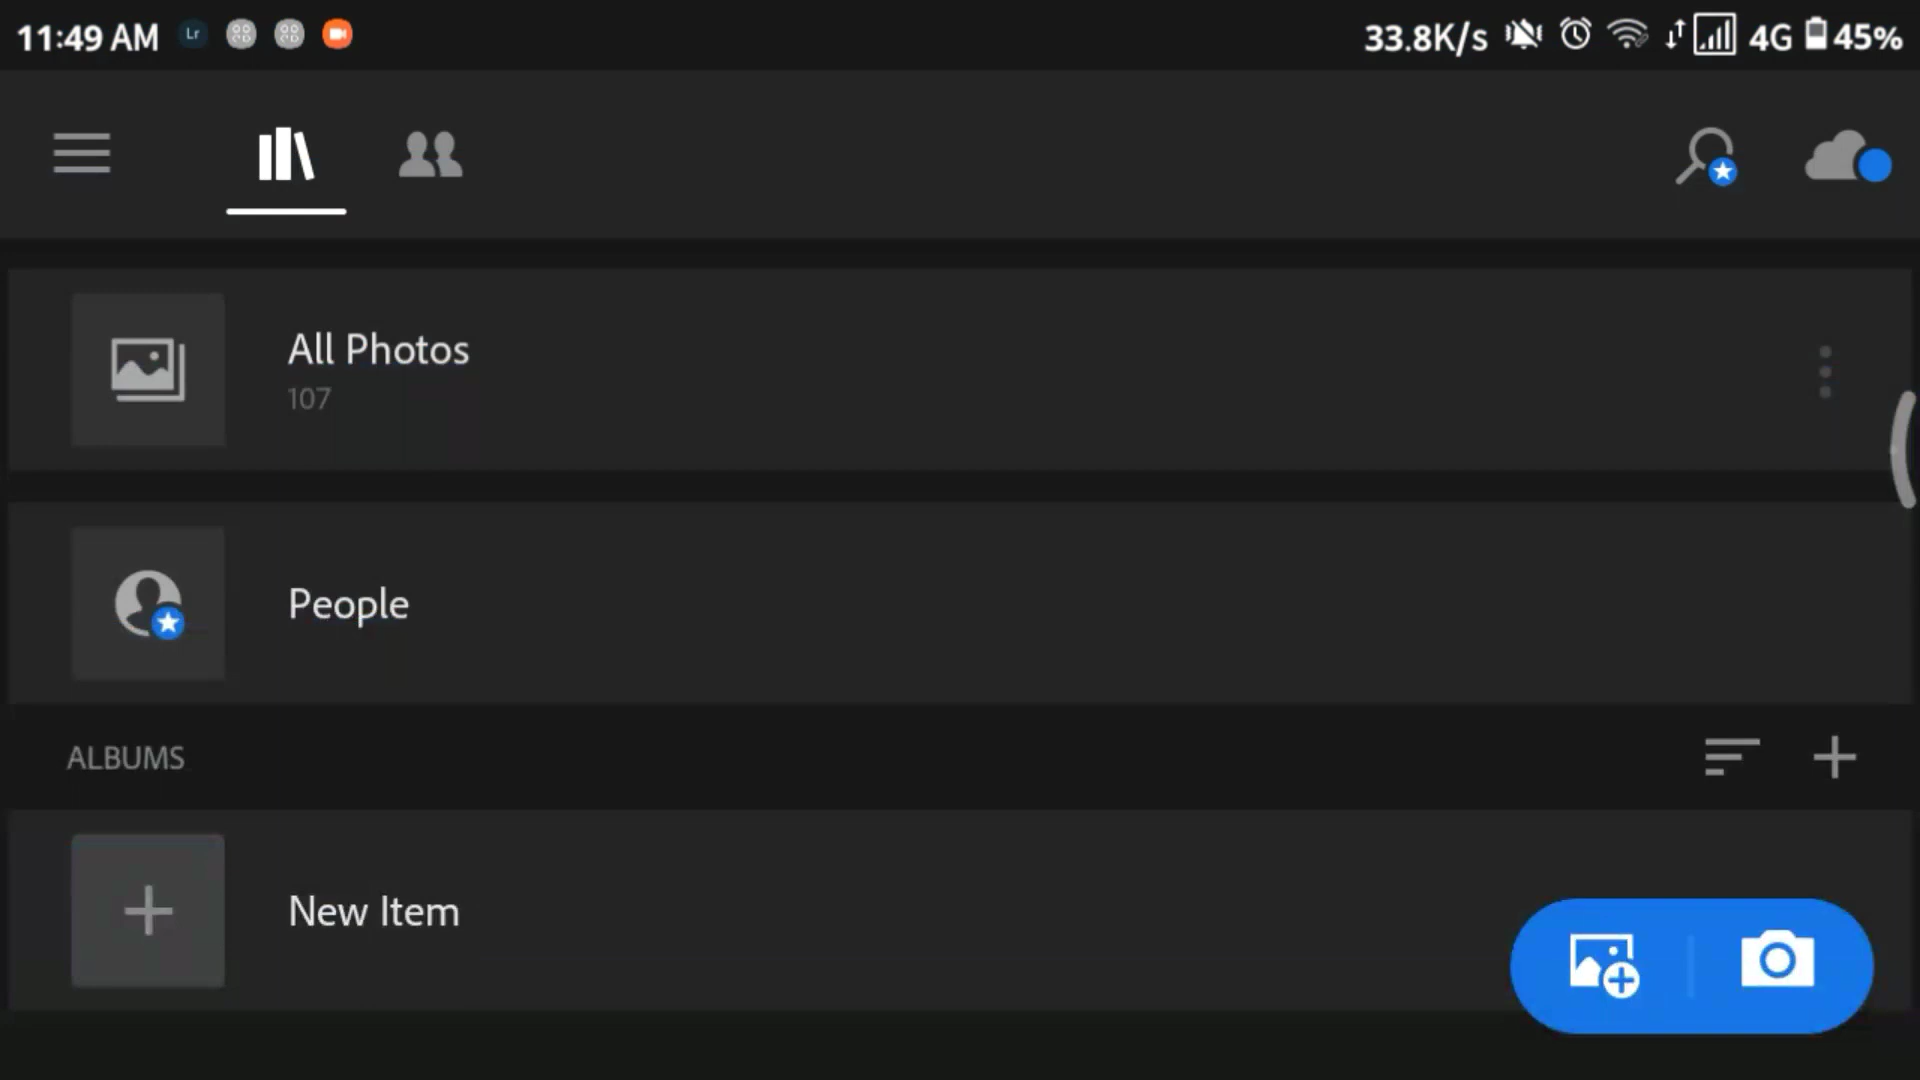 11:49 AM Lr 33.8K/s 4G 45%
All Photos
107
People
ALBUMS
New Item